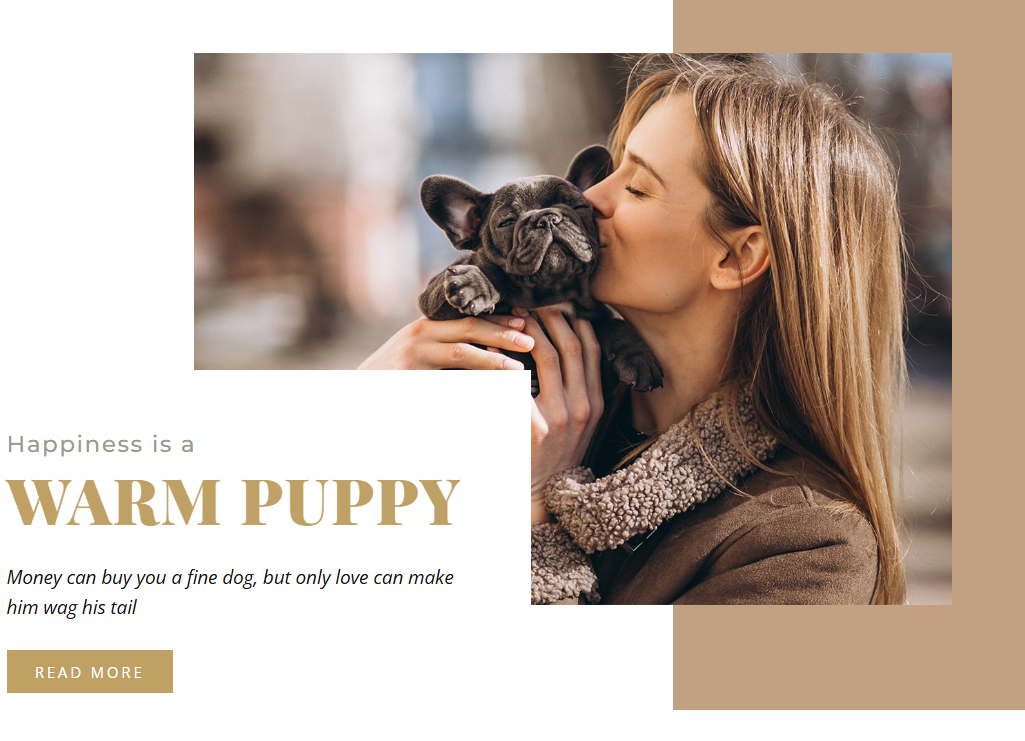 Happiness is a
WARM PUPPY
Money can buy you a fine dog, but only love can make
him wag his tail
READ MORE